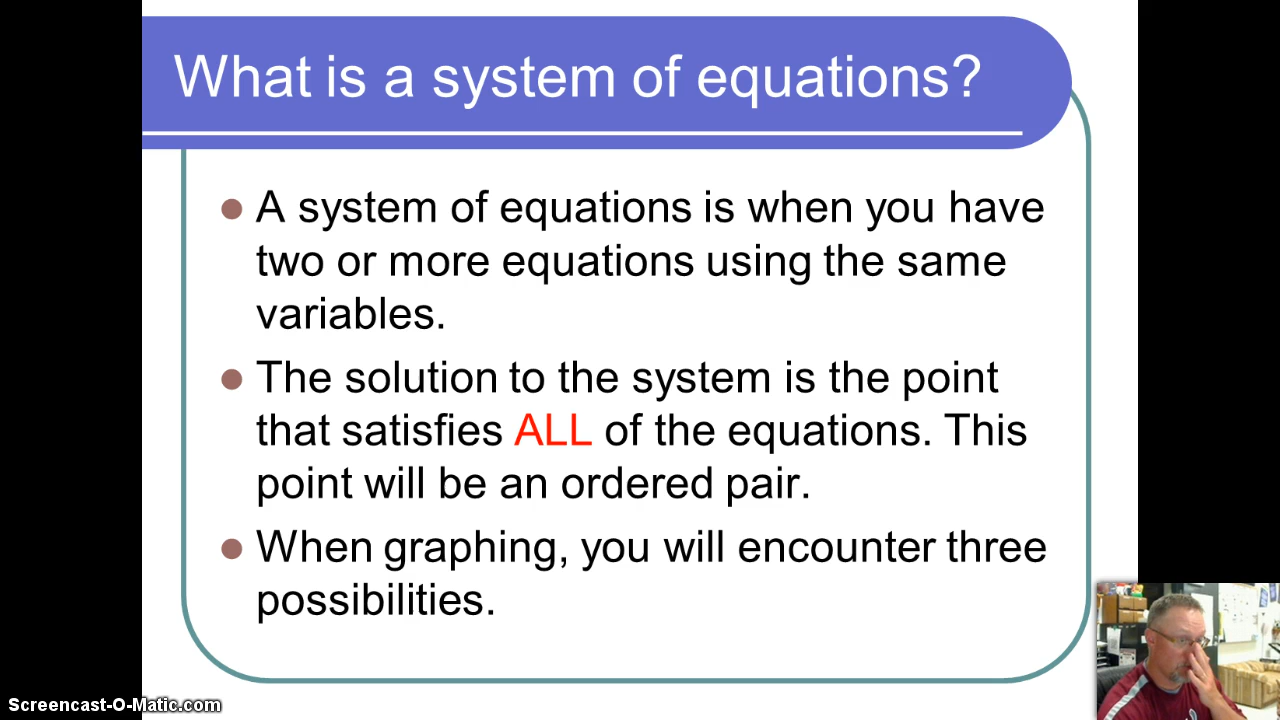 What is a system of equations?
A system of equations is when you have
two or more equations using the same
variables.
The solution to the system is the point
that satisfies ALL of the equations. This
point will be an ordered pair.
When graphing, you will encounter three
possibilities.
Screencast-O-Matic.com